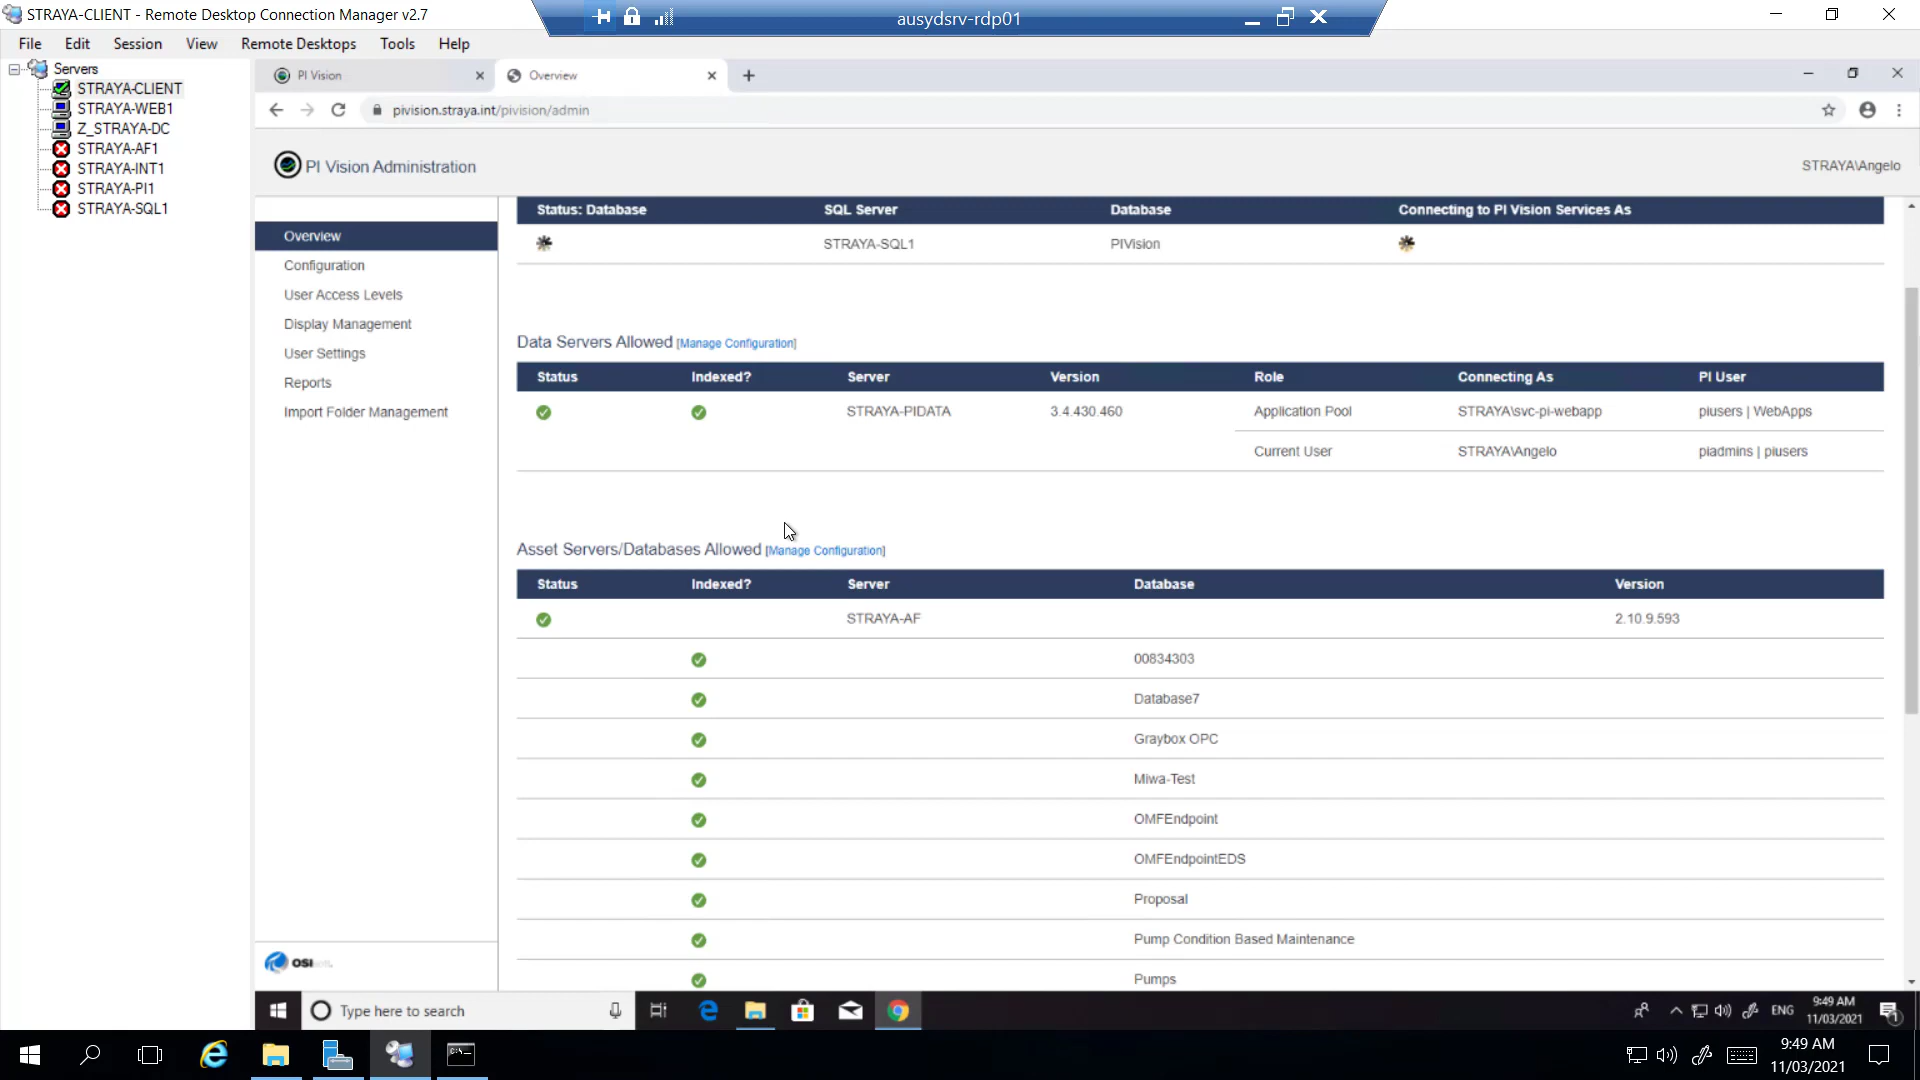 STRAYA-CLIENT - Remote Desktop Connection Manager v2.7
ausydsrv-rdp01
File Edit Session View Remote Desktops Tools Help
Servers
STRAYA-CLIENT
STRAYA-WEB1
Z_STRAYA-DC
STRAYA-AF1
STRAYA-INT1
STRAYA-PI1
STRAYA-SQL1
PI Vision
Overview
pivision.straya.int/pivision/admin
PI Vision Administration
STRAYA\Angelo
Overview
Configuration
User Access Levels
Display Management
User Settings
Reports
Import Folder Management
Status: Database SQL Server Database Connecting to PI Vision Services As
STRAYA-SQL1 PIVision
Data Servers Allowed [Manage Configuration]
Status Indexed? Server Version Role Connecting As PI User
STRAYA-PIDATA 3.4.430.460 Application Pool STRAYA\svc-pi-webapp piusers | WebApps
Current User STRAYA\Angelo piadmins | piusers
Asset Servers/Databases Allowed [Manage Configuration]
Status Indexed? Server Database Version
STRAYA-AF 2.10.9.593
00834303
Database7
Graybox OPC
Miwa-Test
OMFEndpoint
OMFEndpointEDS
Proposal
Pump Condition Based Maintenance
Pumps
Type here to search
ENG
9:49 AM
11/03/2021
1
9:49 AM
11/03/2021